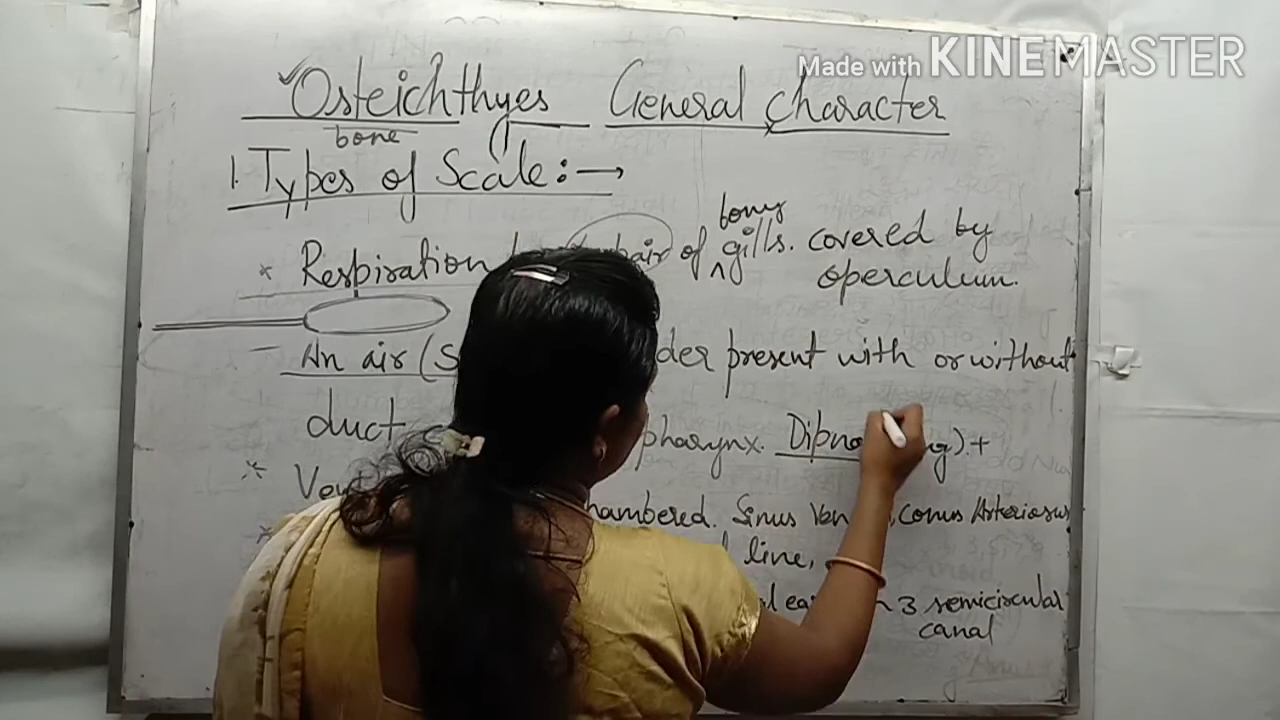 Made with KINEMASTER
Osteichthyes General Character
bone
1. Types of Scale:→
* Respiration pair of bony gills. covered by
operculum.
- An air (S der present with or without
duct pharynx. Dipno g).+
* Ven hambered. Sinus Ven , Conus Arteriosus
line,
3 semicircular
canal